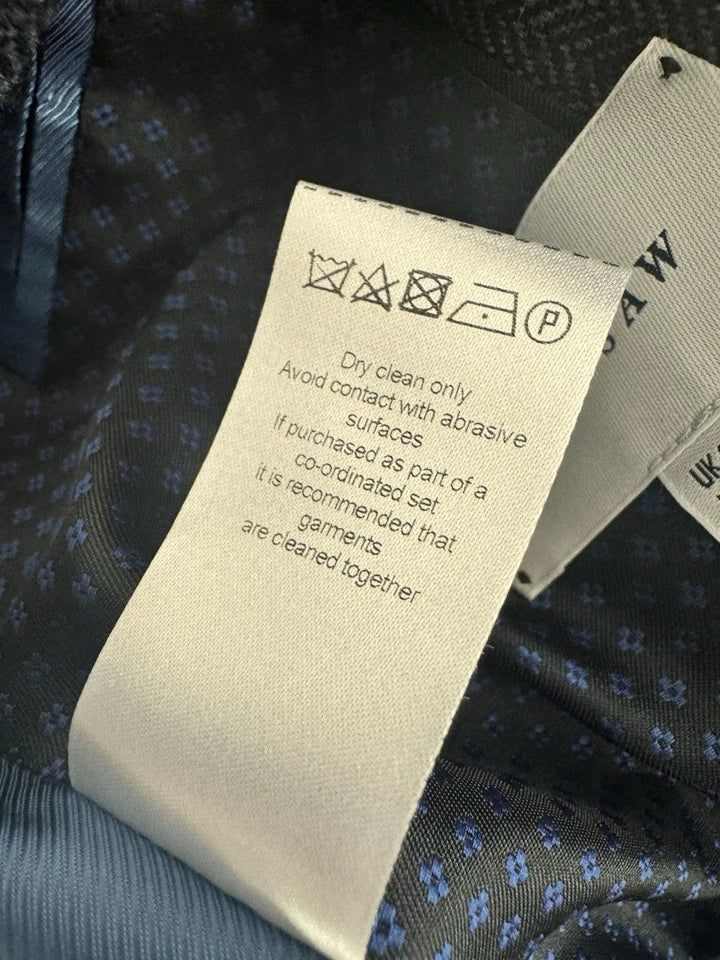 P
Dry clean only
Avoid contact with abrasive
surfaces
If purchased as part of a
co-ordinated set
it is recommended that
garments
are cleaned together
AW
UK